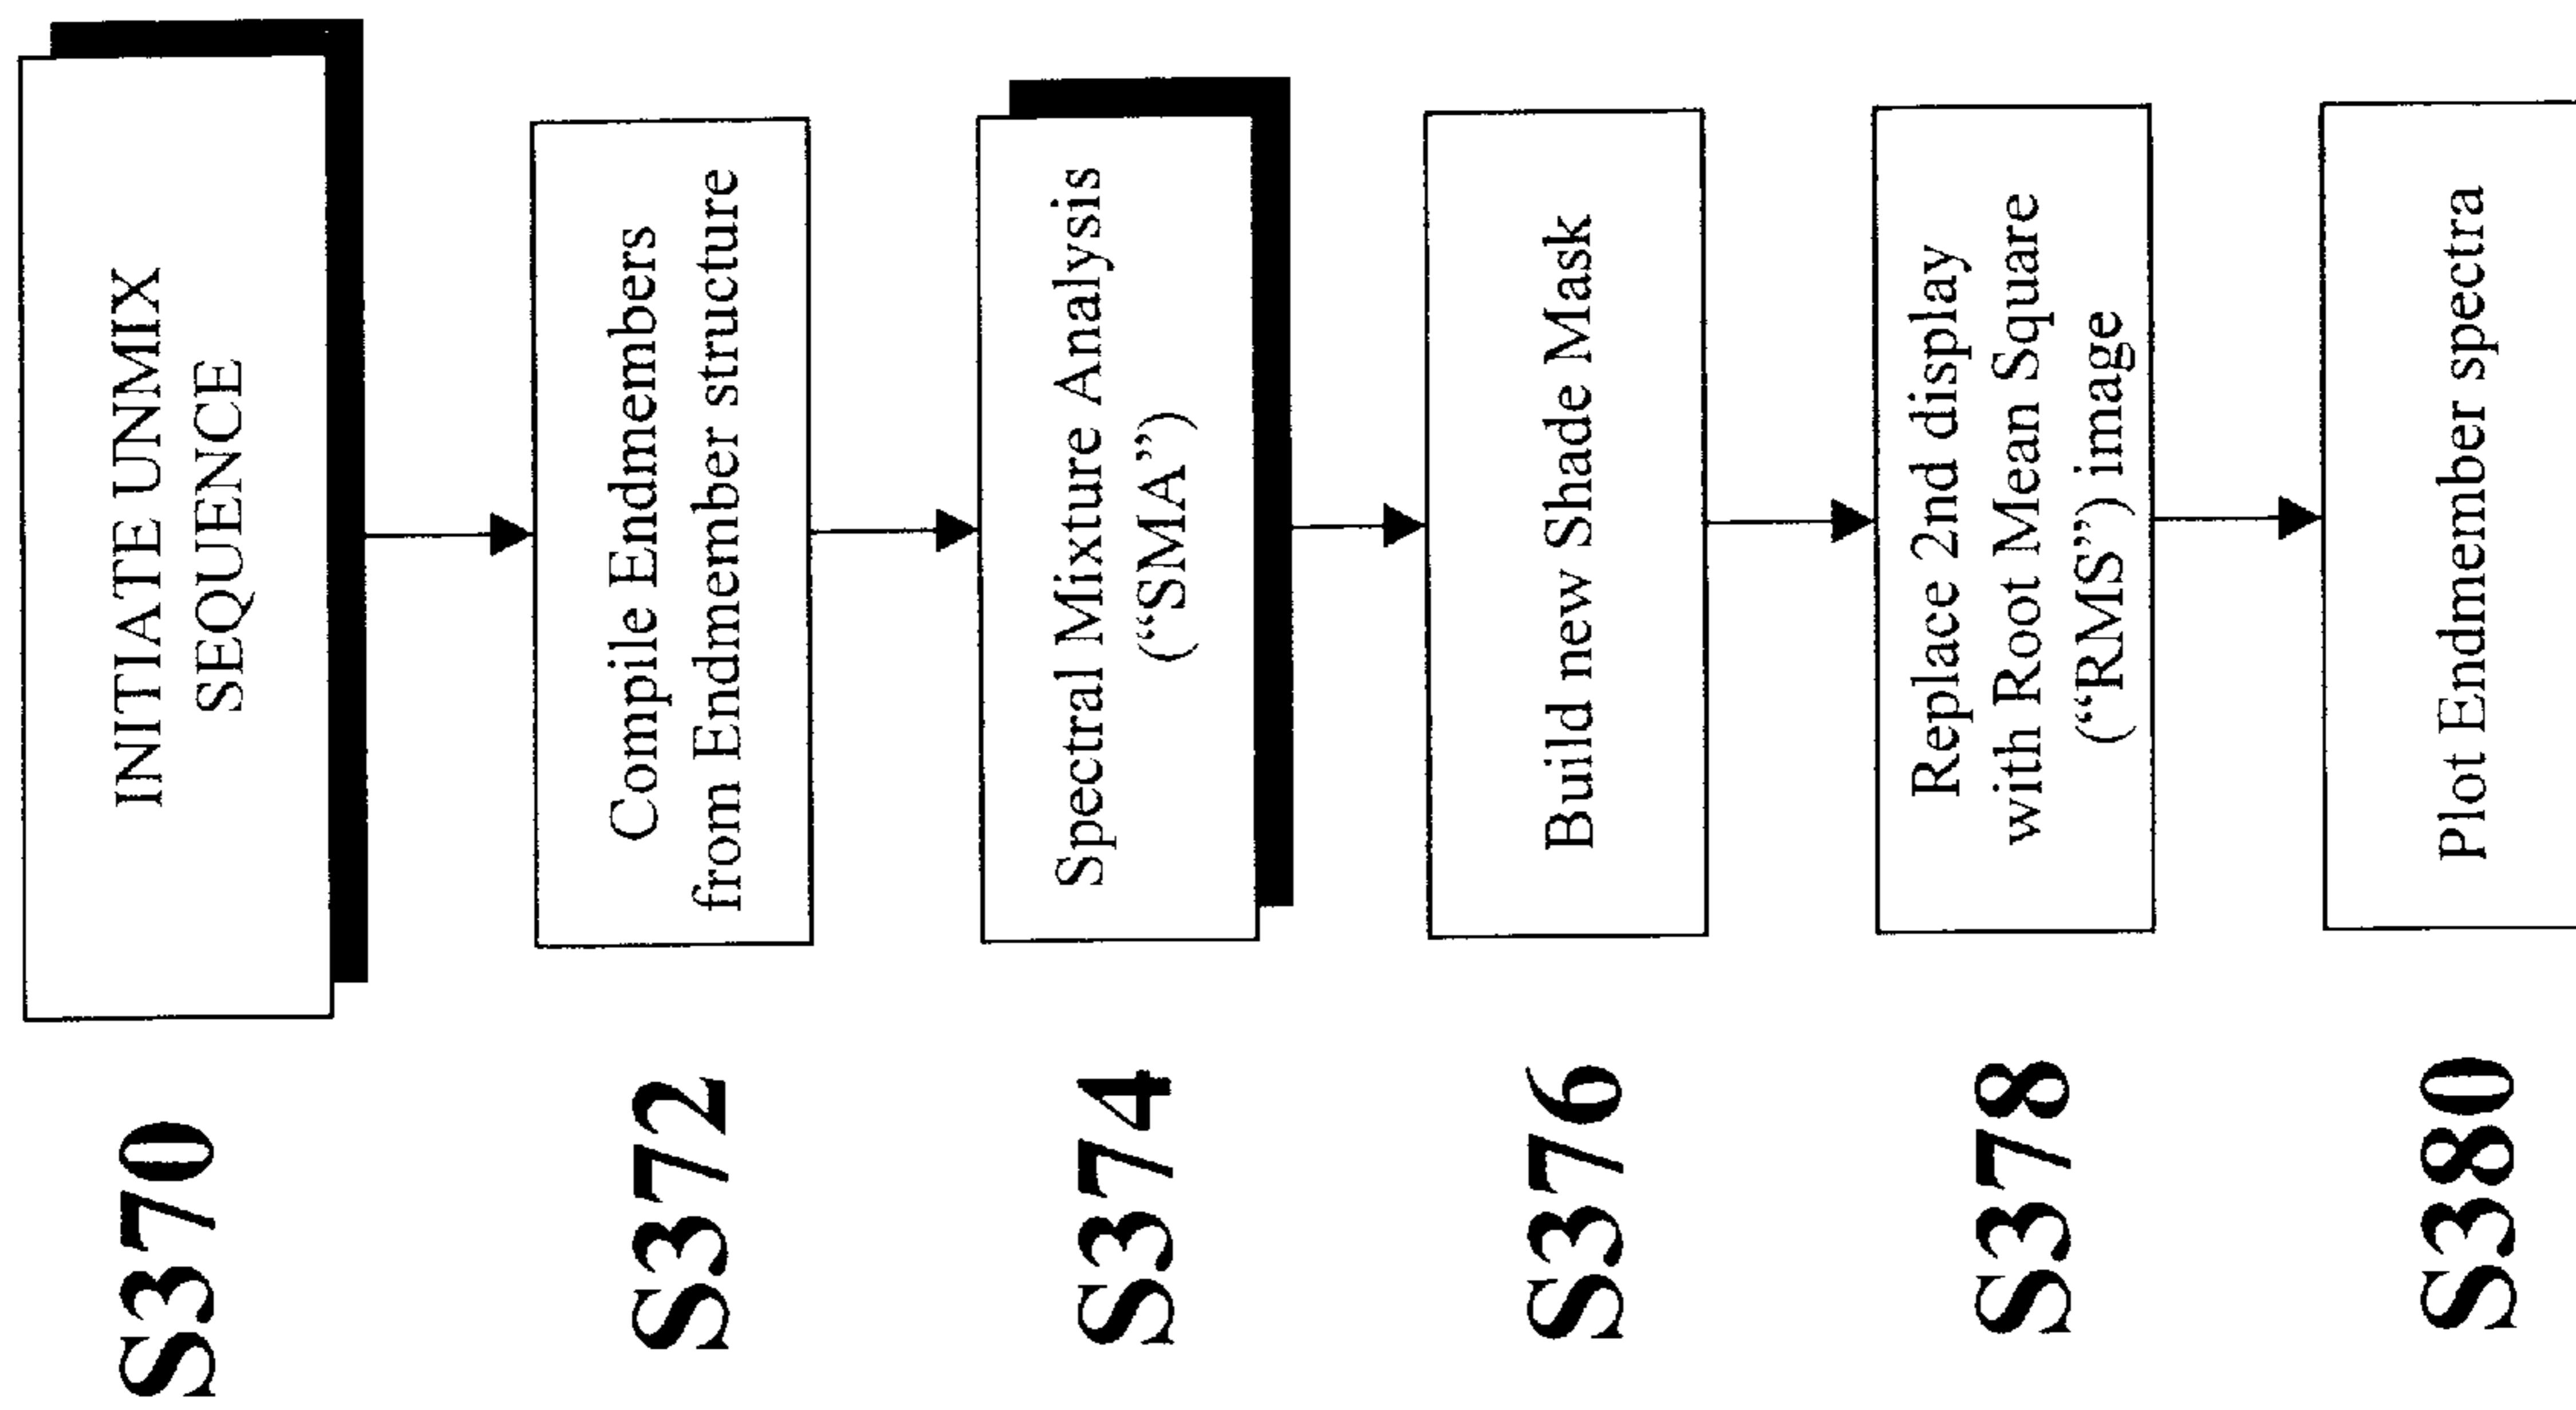 S370
INITIATE UNMIX
SEQUENCE
S372
Compile Endmembers
from Endmember structure
S374
Spectral Mixture Analysis
(“SMA”)
S376
Build new Shade Mask
S378
Replace 2nd display
with Root Mean Square
(“RMS”) image
S380
Plot Endmember spectra